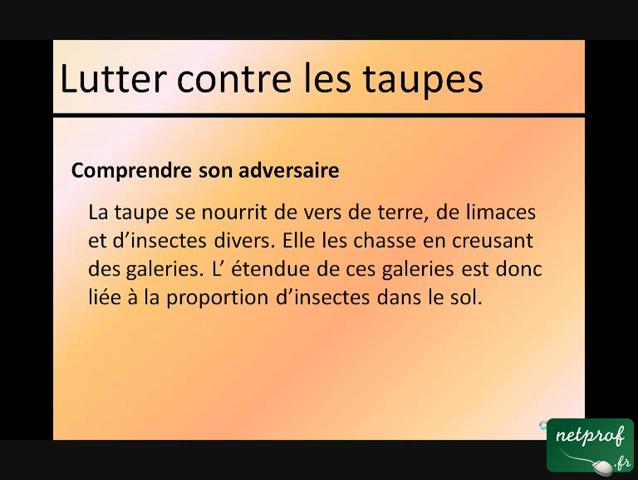 Lutter contre les taupes
Comprendre son adversaire
La taupe se nourrit de vers de terre, de limaces
et d’insectes divers. Elle les chasse en creusant
des galeries. L’ étendue de ces galeries est donc
liée à la proportion d’insectes dans le sol.
netprof
.fr